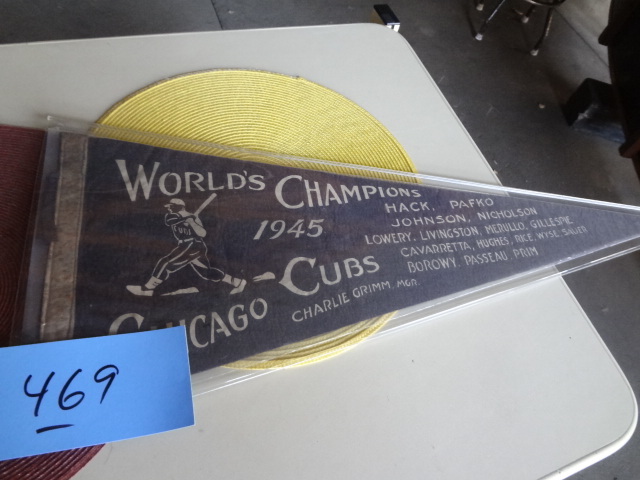 WORLD'S CHAMPIONS
1945
CHICAGO CUBS
CHARLIE GRIMM, MGR.
HACK, PAFKO
JOHNSON, NICHOLSON
LOWERY, LIVINGSTON, MERULLO, GILLESPIE
CAVARRETTA, HUGHES, RICE, WYSE, SAUER
BOROWY, PASSEAU, PRIM
469